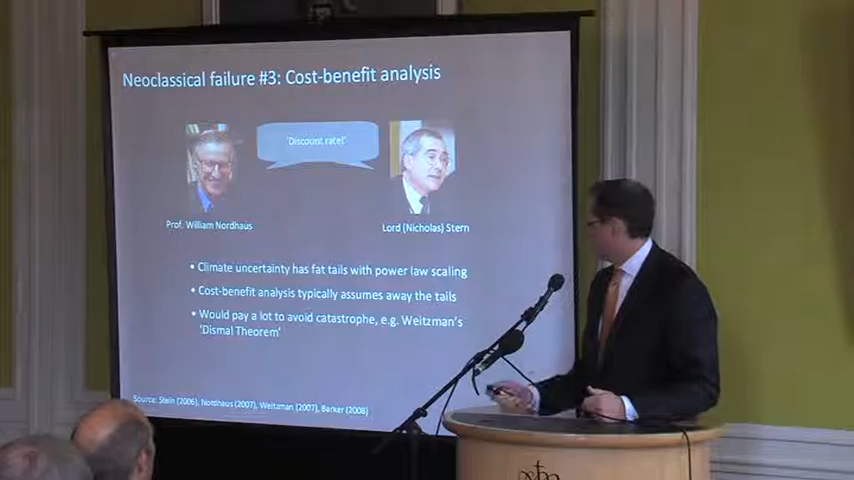 Neoclassical failure #3: Cost-benefit analysis
'Discount rate!'
Prof. William Nordhaus
Lord (Nicholas) Stern
• Climate uncertainty has fat tails with power law scaling
• Cost-benefit analysis typically assumes away the tails
• Would pay a lot to avoid catastrophe, e.g. Weitzman's
'Dismal Theorem'
Source: Stern (2006), Nordhaus (2007), Weitzman (2007), Barker (2008)